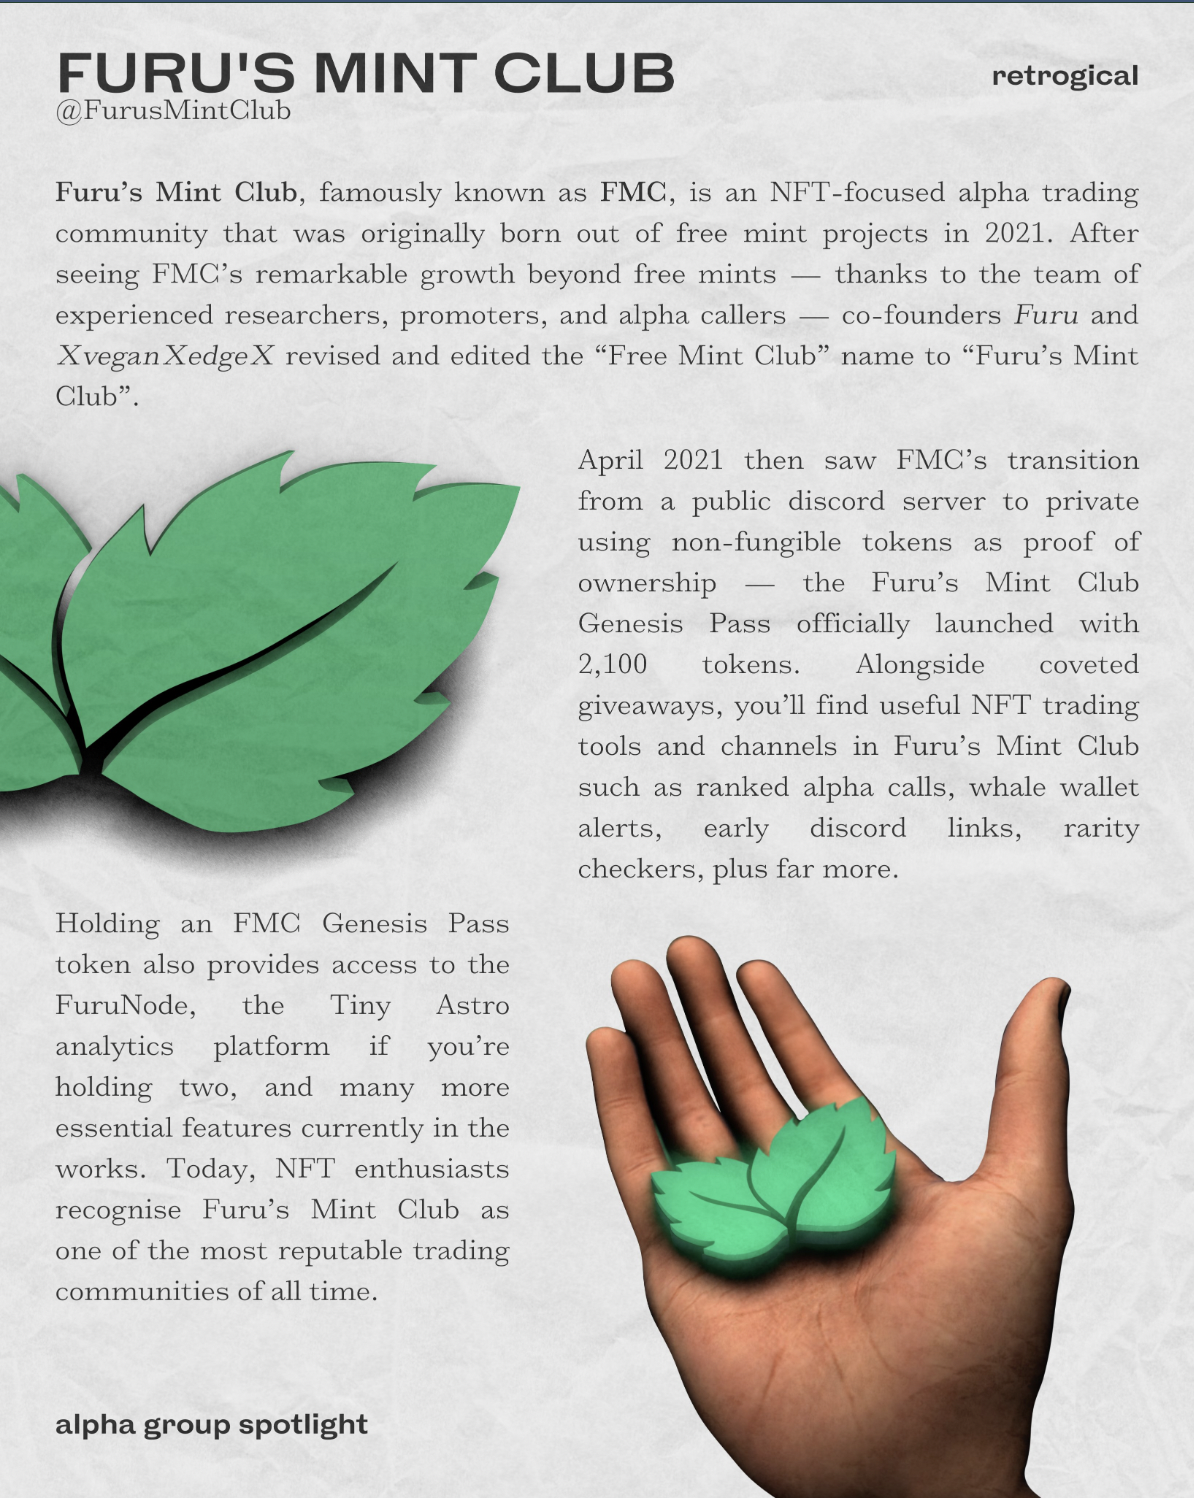 FURU'S MINT CLUB
retrogical
@FurusMintClub
Furu’s Mint Club, famously known as FMC, is an NFT-focused alpha trading
community that was originally born out of free mint projects in 2021. After
seeing FMC’s remarkable growth beyond free mints — thanks to the team of
experienced researchers, promoters, and alpha callers — co-founders Furu and
XveganXedgeX revised and edited the “Free Mint Club” name to “Furu’s Mint
Club”.
April 2021 then saw FMC’s transition
from a public discord server to private
using non-fungible tokens as proof of
ownership — the Furu’s Mint Club
Genesis Pass officially launched with
2,100 tokens. Alongside coveted
giveaways, you’ll find useful NFT trading
tools and channels in Furu’s Mint Club
such as ranked alpha calls, whale wallet
alerts, early discord links, rarity
checkers, plus far more.
Holding an FMC Genesis Pass
token also provides access to the
FuruNode, the Tiny Astro
analytics platform if you’re
holding two, and many more
essential features currently in the
works. Today, NFT enthusiasts
recognise Furu’s Mint Club as
one of the most reputable trading
communities of all time.
alpha group spotlight